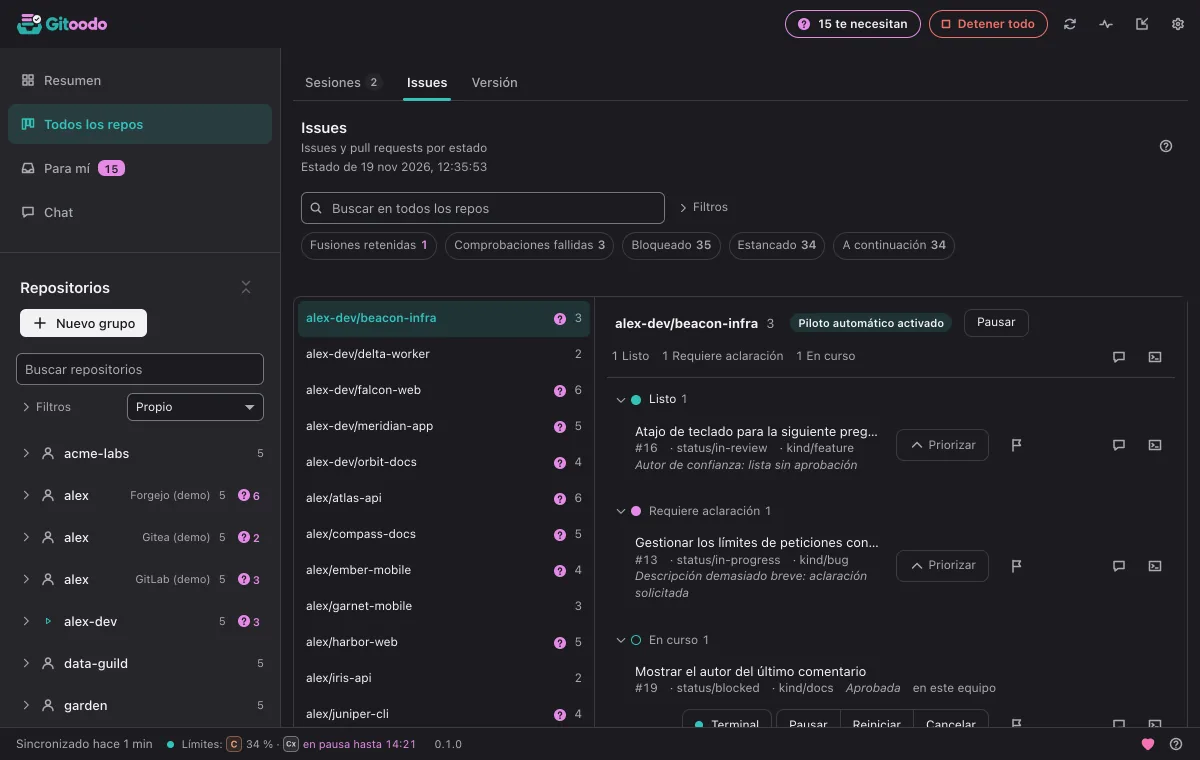 Gitoodo
15 te necesitan
Detener todo
Resumen
Todos los repos
Para mí 15
Chat
Repositorios
Nuevo grupo
Buscar repositorios
Filtros
Propio
acme-labs 5
alex Forgejo (demo) 5 ? 6
alex Gitea (demo) 5 ? 2
alex GitLab (demo) 5 ? 3
alex-dev 5 ? 3
data-guild 5
garden 5
Sesiones 2
Issues
Versión
Issues
Issues y pull requests por estado
Estado de 19 nov 2026, 12:35:53
Buscar en todos los repos
Filtros
Fusiones retenidas 1
Comprobaciones fallidas 3
Bloqueado 35
Estancado 34
A continuación 34
alex-dev/beacon-infra ? 3
alex-dev/delta-worker 2
alex-dev/falcon-web ? 6
alex-dev/meridian-app ? 5
alex-dev/orbit-docs ? 4
alex/atlas-api ? 6
alex/compass-docs ? 5
alex/ember-mobile ? 4
alex/garnet-mobile 3
alex/harbor-web ? 5
alex/iris-api 2
alex/juniper-cli ? 4
alex-dev/beacon-infra 3 Piloto automático activado Pausar
1 Listo 1 Requiere aclaración 1 En curso
Listo 1
Atajo de teclado para la siguiente preg...
#16 · status/in-review · kind/feature
Autor de confianza: lista sin aprobación
Priorizar
Requiere aclaración 1
Gestionar los límites de peticiones con...
#13 · status/in-progress · kind/bug
Descripción demasiado breve: aclaración
solicitada
Priorizar
En curso 1
Mostrar el autor del último comentario
#19 · status/blocked · kind/docs Aprobada en este equipo
Terminal Pausar Reiniciar Cancelar
Sincronizado hace 1 min Límites: C 34 % · Cx en pausa hasta 14:21 0.1.0